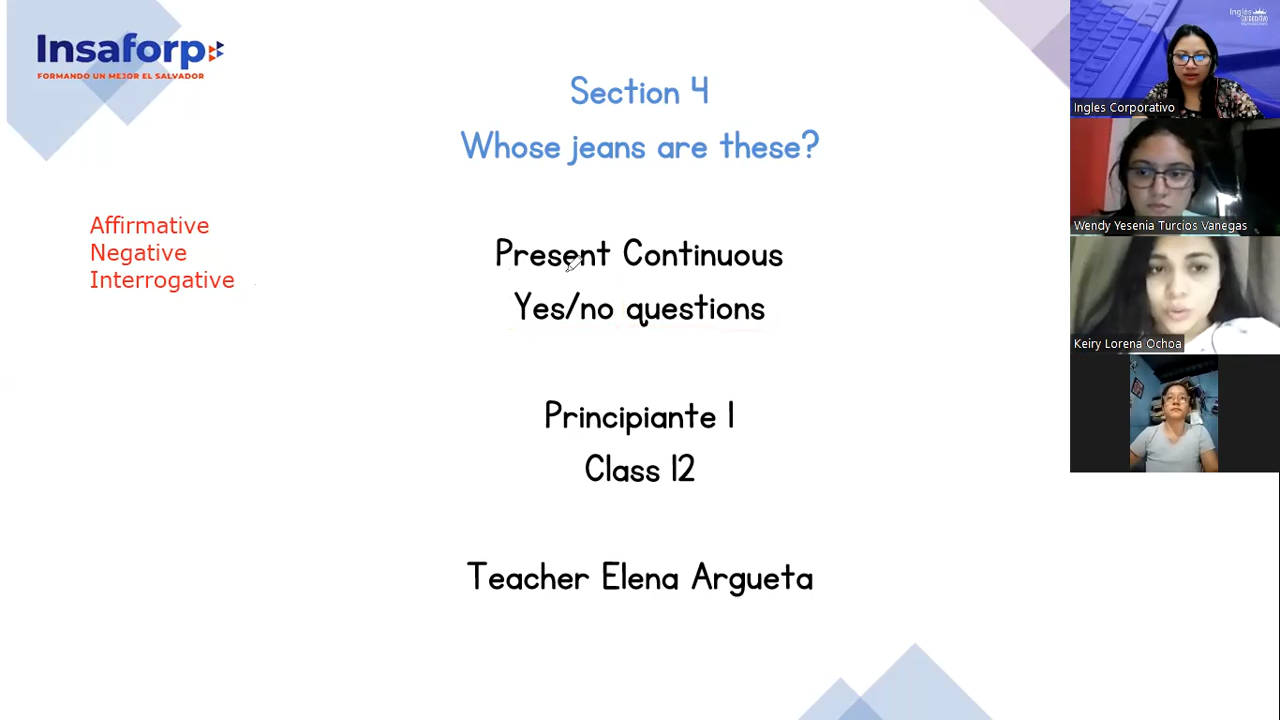 Insaforp
FORMANDO UN MEJOR EL SALVADOR
Section 4
Whose jeans are these?
Affirmative
Negative
Interrogative
Present Continuous
Yes/no questions
Principiante 1
Class 12
Teacher Elena Argueta
Ingles Corporativo
Wendy Yesenia Turcios Vanegas
Keiry Lorena Ochoa